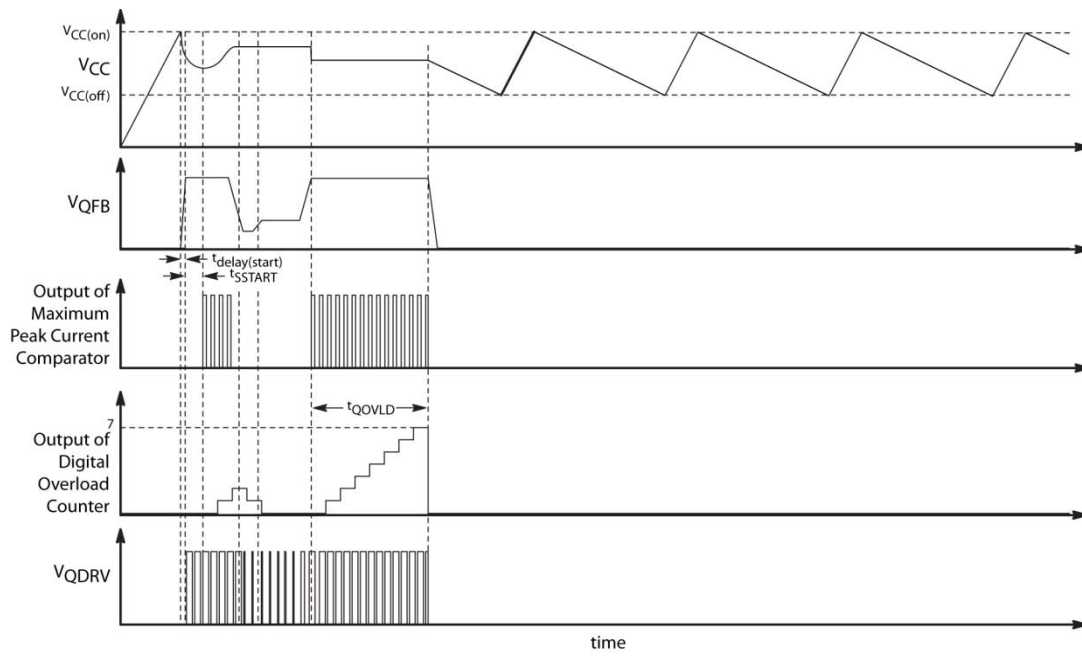 VCC(on)
VCC
VCC(off)
VQFB
tdelay(start)
tSSTART
Output of
Maximum
Peak Current
Comparator
tQOVLD
7
Output of
Digital
Overload
Counter
VQDRV
time